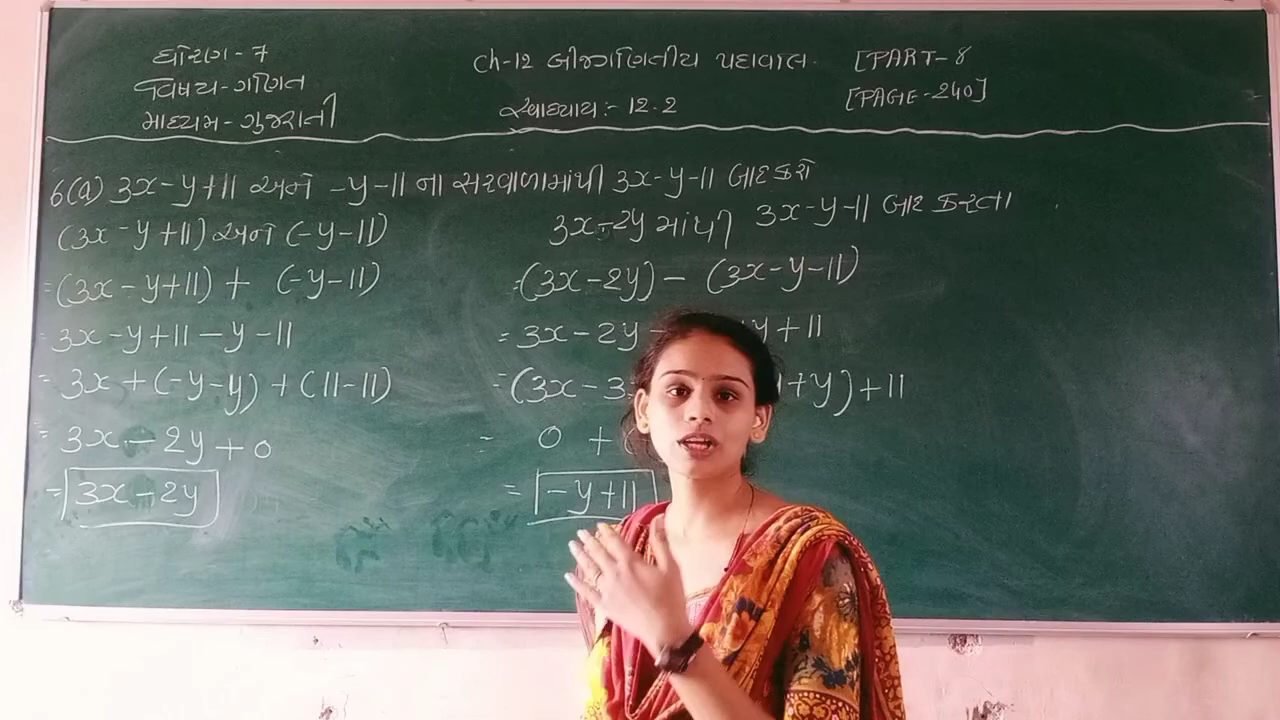 ધોરણ - 7
વિષય - ગણિત
માધ્યમ - ગુજરાતી
Ch-12 બીજગણિતીય પદાવલિ. [PART-8
સ્વાધ્યાય :- 12.2 [PAGE-240]
6(a) 3x-y+11 અને -y-11 ના સરવાળામાંથી 3x-y-11 બાદ કરો
(3x-y+11) અને (-y-11)
=(3x-y+11) + (-y-11)
=3x-y+11-y-11
=3x+(-y-y)+(11-11)
=3x-2y+0
=3x-2y
3x-2y માંથી 3x-y-11 બાદ કરતા
=(3x-2y) - (3x-y-11)
=3x-2y y+11
=(3x-3 +y)+11
= 0 +
= -y+11